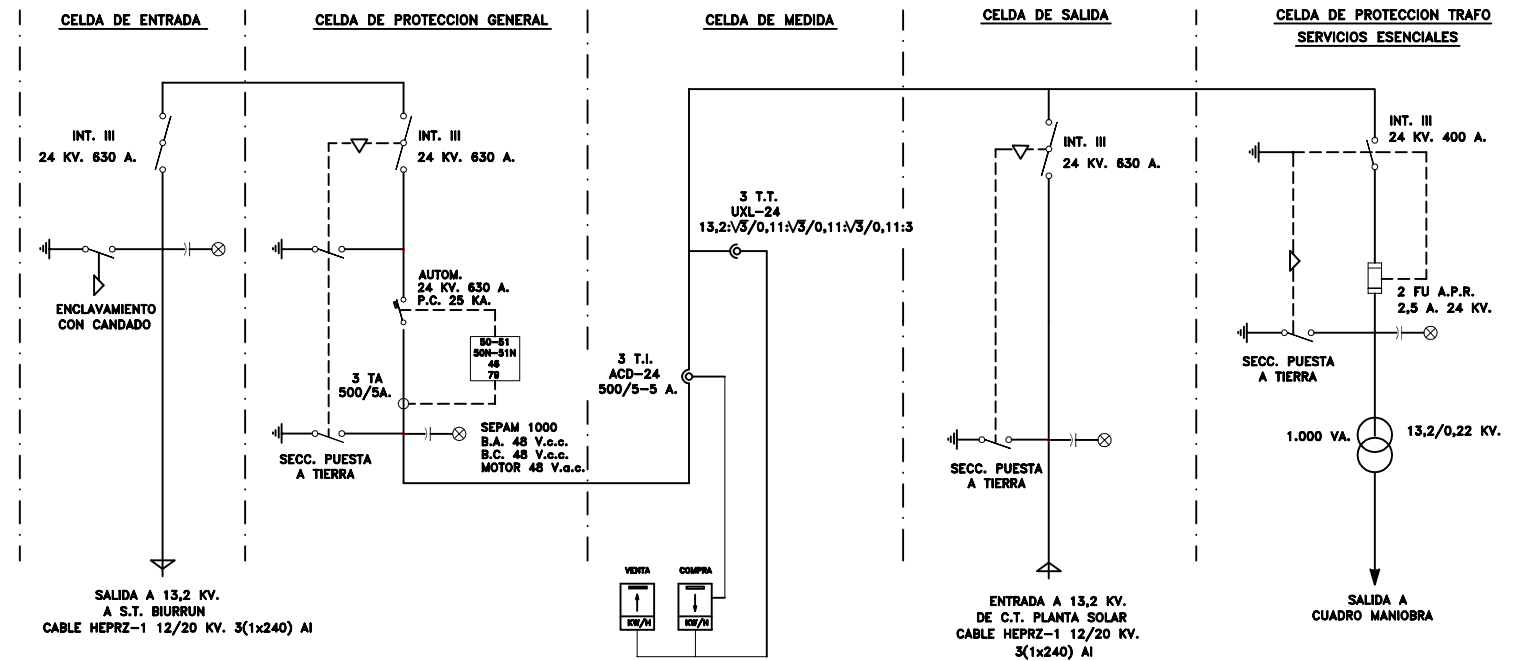 CELDA DE ENTRADA
INT. III
24 KV. 630 A.
ENCLAVAMIENTO
CON CANDADO
SALIDA A 13,2 KV.
A S.T. BIURRUN
CABLE HEPRZ-1 12/20 KV. 3(1x240) Al
CELDA DE PROTECCION GENERAL
INT. III
24 KV. 630 A.
AUTOM.
24 KV. 630 A.
P.C. 25 KA.
50-51
50N-51N
46
79
3 TA
500/5A.
SEPAM 1000
B.A. 48 V.c.c.
B.C. 48 V.c.c.
MOTOR 48 V.a.c.
SECC. PUESTA
A TIERRA
CELDA DE MEDIDA
3 T.T.
UXL-24
13,2:√3/0,11:√3/0,11:√3/0,11:3
3 T.I.
ACD-24
500/5-5 A.
VENTA
KW/H
COMPRA
KW/H
CELDA DE SALIDA
INT. III
24 KV. 630 A.
SECC. PUESTA
A TIERRA
ENTRADA A 13,2 KV.
DE C.T. PLANTA SOLAR
CABLE HEPRZ-1 12/20 KV.
3(1x240) Al
CELDA DE PROTECCION TRAFO
SERVICIOS ESENCIALES
INT. III
24 KV. 400 A.
2 FU A.P.R.
2,5 A. 24 KV.
SECC. PUESTA
A TIERRA
1.000 VA.
13,2/0,22 KV.
SALIDA A
CUADRO MANIOBRA